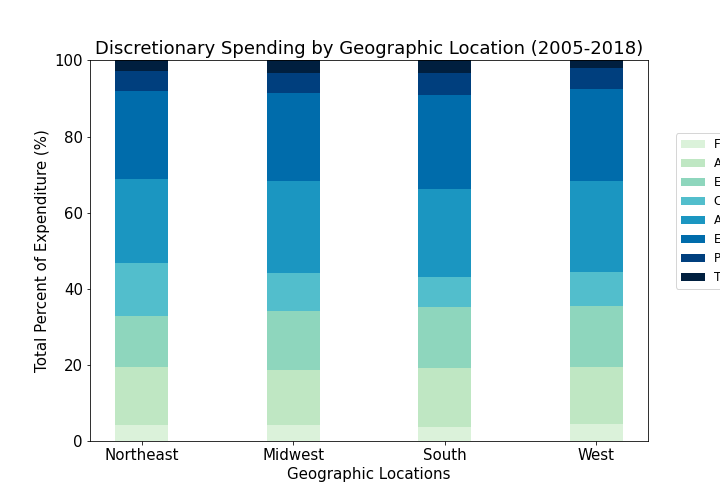 Discretionary Spending by Geographic Location (2005-2018)
Total Percent of Expenditure (%)
100
80
60
40
20
0
Northeast Midwest South West
Geographic Locations
F
A
E
C
A
E
P
T